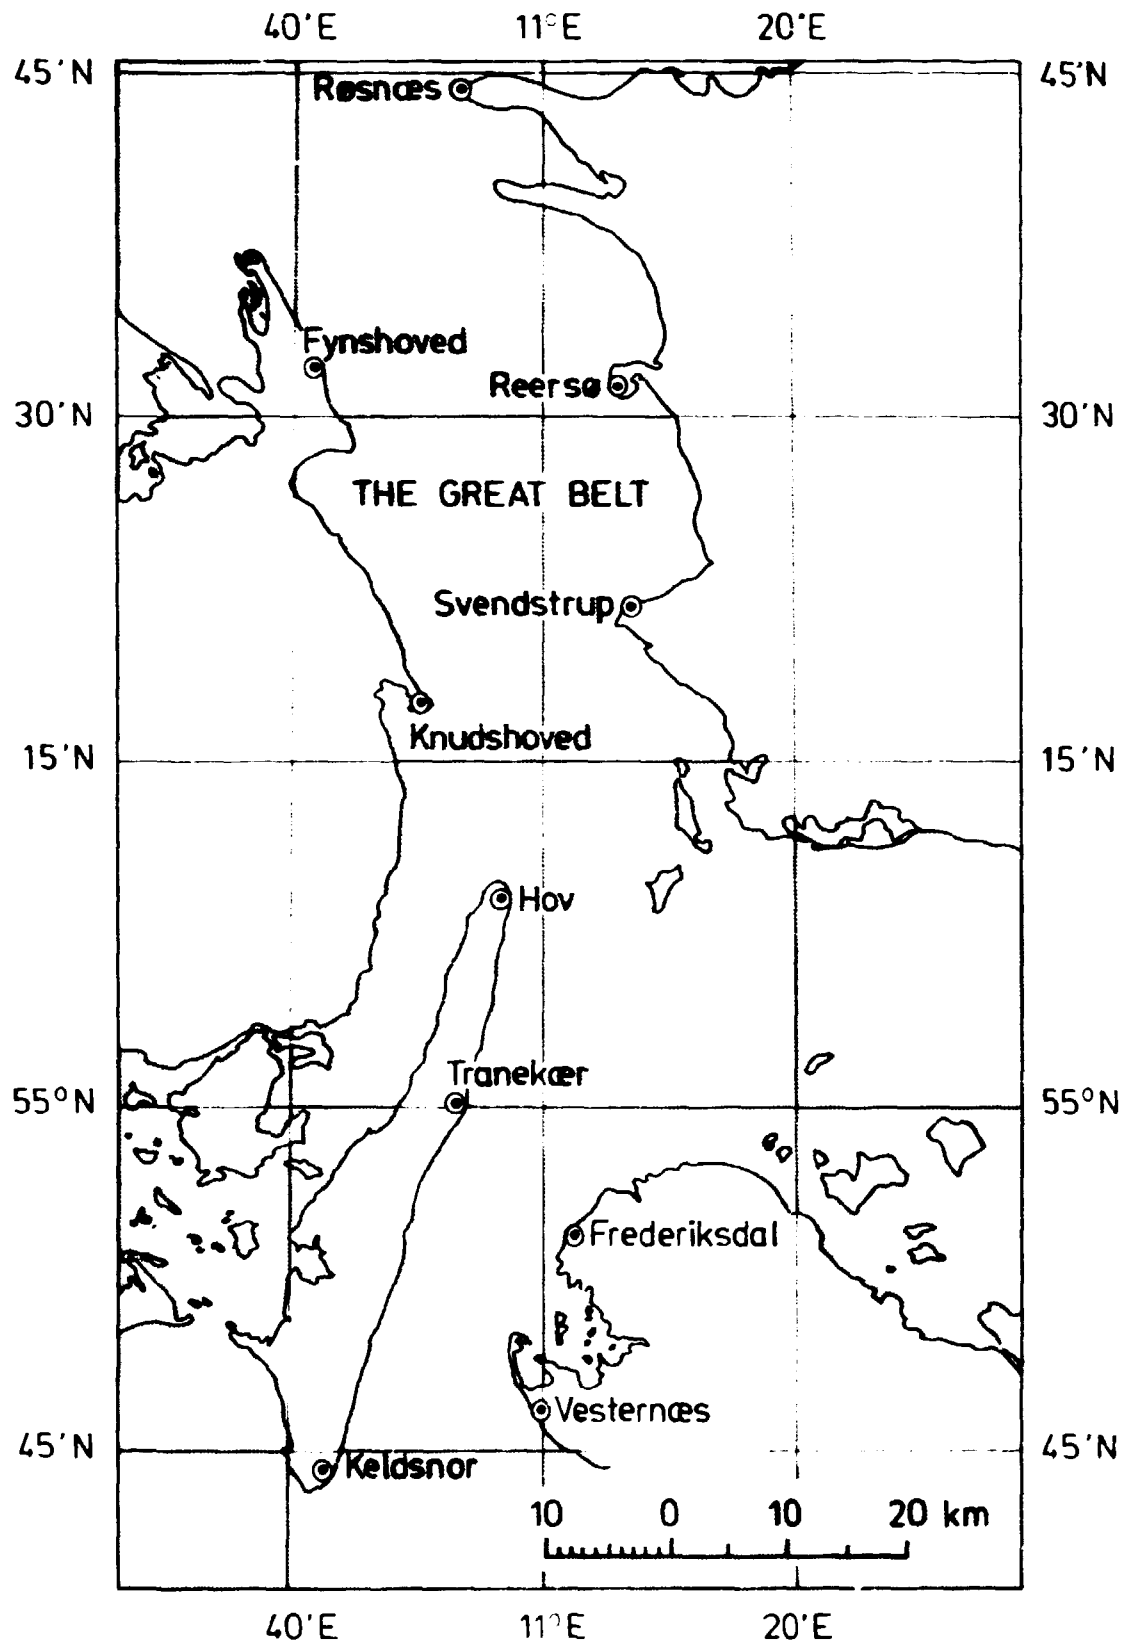 40'E 11°E 20'E
45'N 45'N
Røsnæs
Fynshoved
Reersø
30'N 30'N
THE GREAT BELT
Svendstrup
Knudshoved
15'N 15'N
Hov
Tranekær
55°N 55°N
Frederiksdal
Vesternæs
45'N 45'N
Keldsnor
10 0 10 20 km
40'E 11°E 20'E